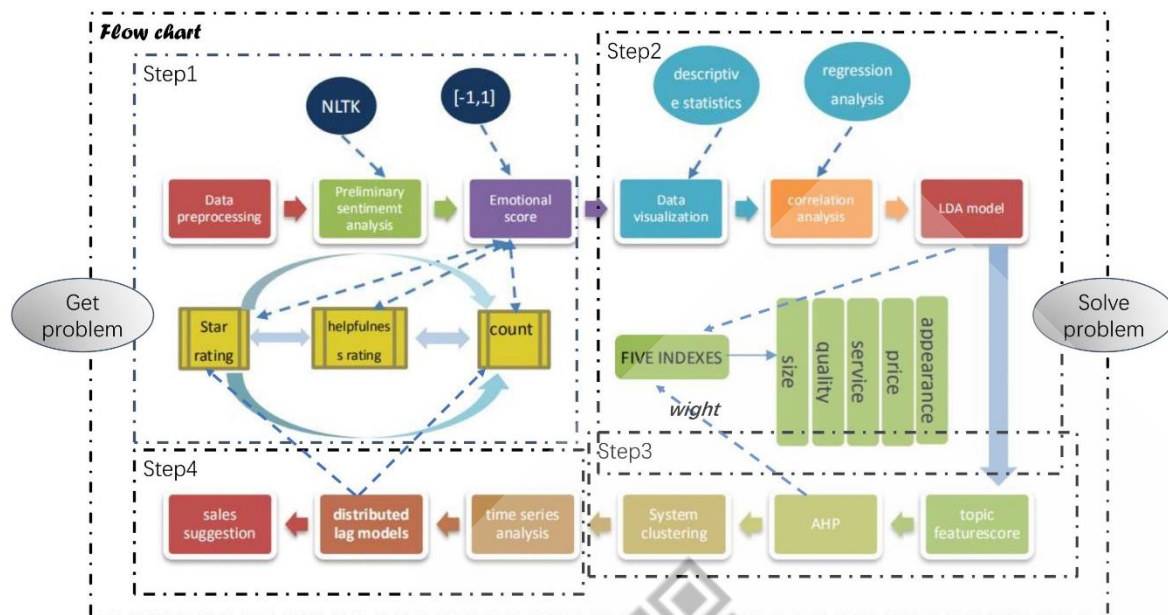 Flow chart
Step1
NLTK
[-1,1]
Data
preprocessing
Preliminary
sentimemt
analysis
Emotional
score
Star
rating
helpfulnes
s rating
count
Get
problem
Step2
descriptiv
e statistics
regression
analysis
Data
visualization
correlation
analysis
LDA model
FIVE INDEXES
size
quality
service
price
appearance
wight
Solve
problem
Step3
topic
featurescore
AHP
System
clustering
Step4
time series
analysis
distributed
lag models
sales
suggestion